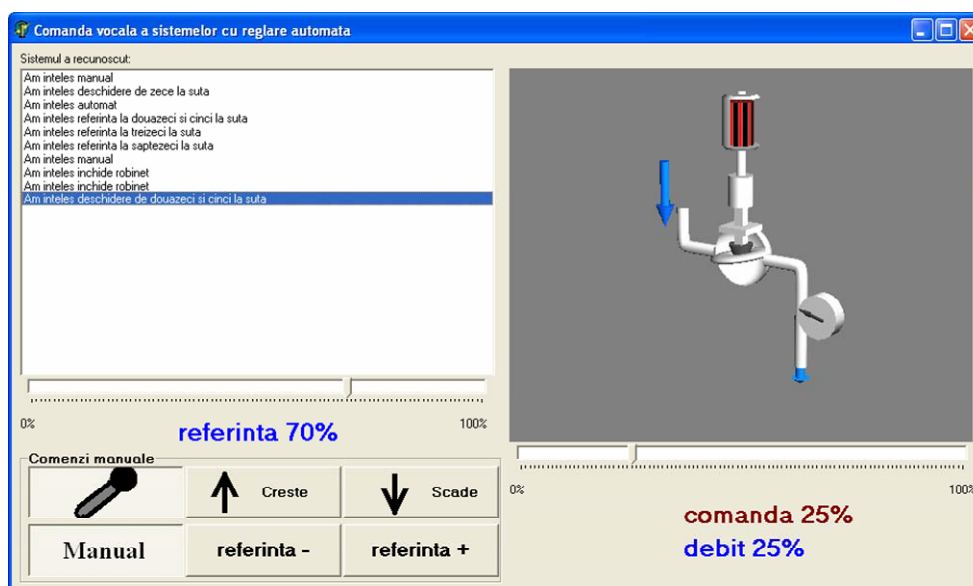 Comanda vocala a sistemelor cu reglare automata
Sistemul a recunoscut:
Am inteles manual
Am inteles deschidere de zece la suta
Am inteles automat
Am inteles referinta la douazeci si cinci la suta
Am inteles referinta la treizeci la suta
Am inteles referinta la saptezeci la suta
Am inteles manual
Am inteles inchide robinet
Am inteles inchide robinet
Am inteles deschidere de douazeci si cinci la suta
0%
100%
referinta 70%
Comenzi manuale
Creste
Scade
Manual
referinta -
referinta +
0%
100%
comanda 25%
debit 25%